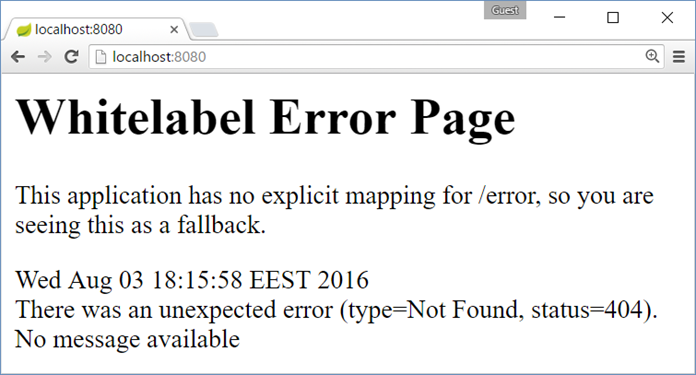 Guest
localhost:8080
localhost:8080
Whitelabel Error Page
This application has no explicit mapping for /error, so you are
seeing this as a fallback.
Wed Aug 03 18:15:58 EEST 2016
There was an unexpected error (type=Not Found, status=404).
No message available